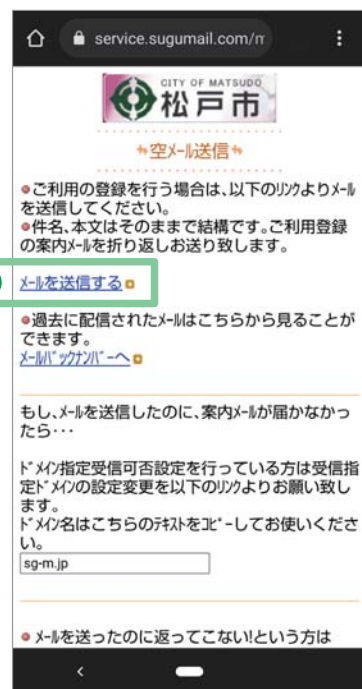 service.sugumail.com/m
CITY OF MATSUDO
松戸市
空メール送信
●ご利用の登録を行う場合は、以下のリンクよりメール
を送信してください。
●件名、本文はそのままで結構です。ご利用登録
の案内メールを折り返しお送り致します。
メールを送信する
●過去に配信されたメールはこちらから見ることが
できます。
メールバックナンバーへ
もし、メールを送信したのに、案内メールが届かなかっ
たら・・・
ドメイン指定受信可否設定を行っている方は受信指
定ドメインの設定変更を以下のリンクよりお願い致し
ます。
ドメイン名はこちらのテキストをコピーしてお使いくださ
い。
sg-m.jp
●メールを送ったのに返ってこない!という方は